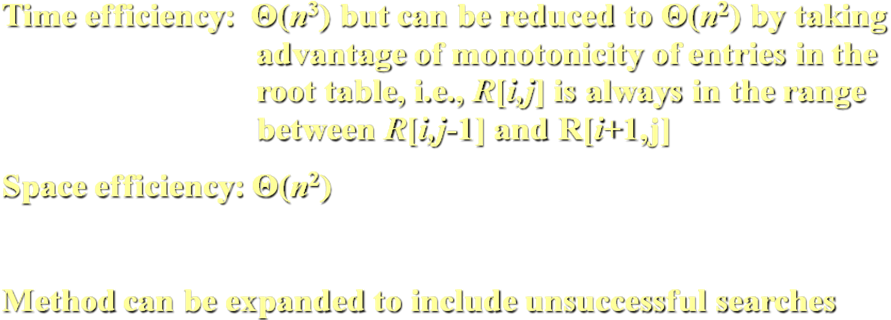 Time efficiency: Θ(n³) but can be reduced to Θ(n²) by taking
advantage of monotonicity of entries in the
root table, i.e., R[i,j] is always in the range
between R[i,j-1] and R[i+1,j]
Space efficiency: Θ(n²)
Method can be expanded to include unsuccessful searches